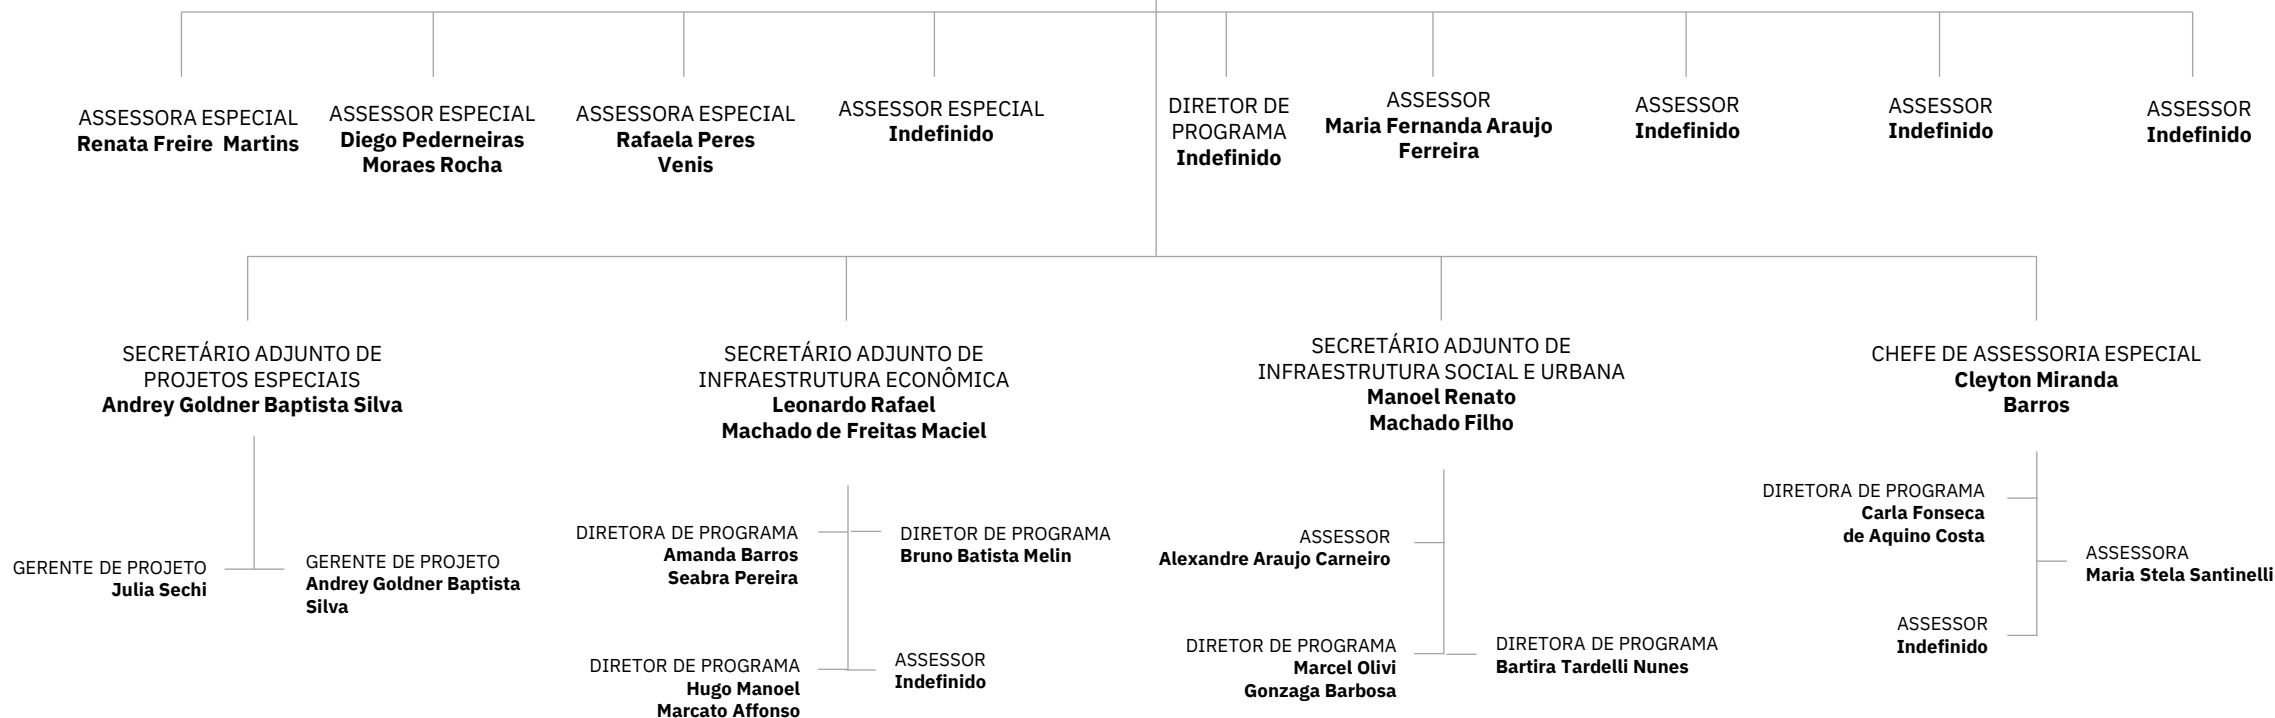 ASSESSORA ESPECIAL
Renata Freire Martins
ASSESSOR ESPECIAL
Diego Pederneiras
Moraes Rocha
ASSESSORA ESPECIAL
Rafaela Peres
Venis
ASSESSOR ESPECIAL
Indefinido
DIRETOR DE
PROGRAMA
Indefinido
ASSESSOR
Maria Fernanda Araujo
Ferreira
ASSESSOR
Indefinido
ASSESSOR
Indefinido
ASSESSOR
Indefinido
SECRETÁRIO ADJUNTO DE
PROJETOS ESPECIAIS
Andrey Goldner Baptista Silva
GERENTE DE PROJETO
Julia Sechi
GERENTE DE PROJETO
Andrey Goldner Baptista
Silva
SECRETÁRIO ADJUNTO DE
INFRAESTRUTURA ECONÔMICA
Leonardo Rafael
Machado de Freitas Maciel
DIRETORA DE PROGRAMA
Amanda Barros
Seabra Pereira
DIRETOR DE PROGRAMA
Bruno Batista Melin
DIRETOR DE PROGRAMA
Hugo Manoel
Marcato Affonso
ASSESSOR
Indefinido
SECRETÁRIO ADJUNTO DE
INFRAESTRUTURA SOCIAL E URBANA
Manoel Renato
Machado Filho
ASSESSOR
Alexandre Araujo Carneiro
DIRETOR DE PROGRAMA
Marcel Olivi
Gonzaga Barbosa
DIRETORA DE PROGRAMA
Bartira Tardelli Nunes
CHEFE DE ASSESSORIA ESPECIAL
Cleyton Miranda
Barros
DIRETORA DE PROGRAMA
Carla Fonseca
de Aquino Costa
ASSESSORA
Maria Stela Santinelli
ASSESSOR
Indefinido